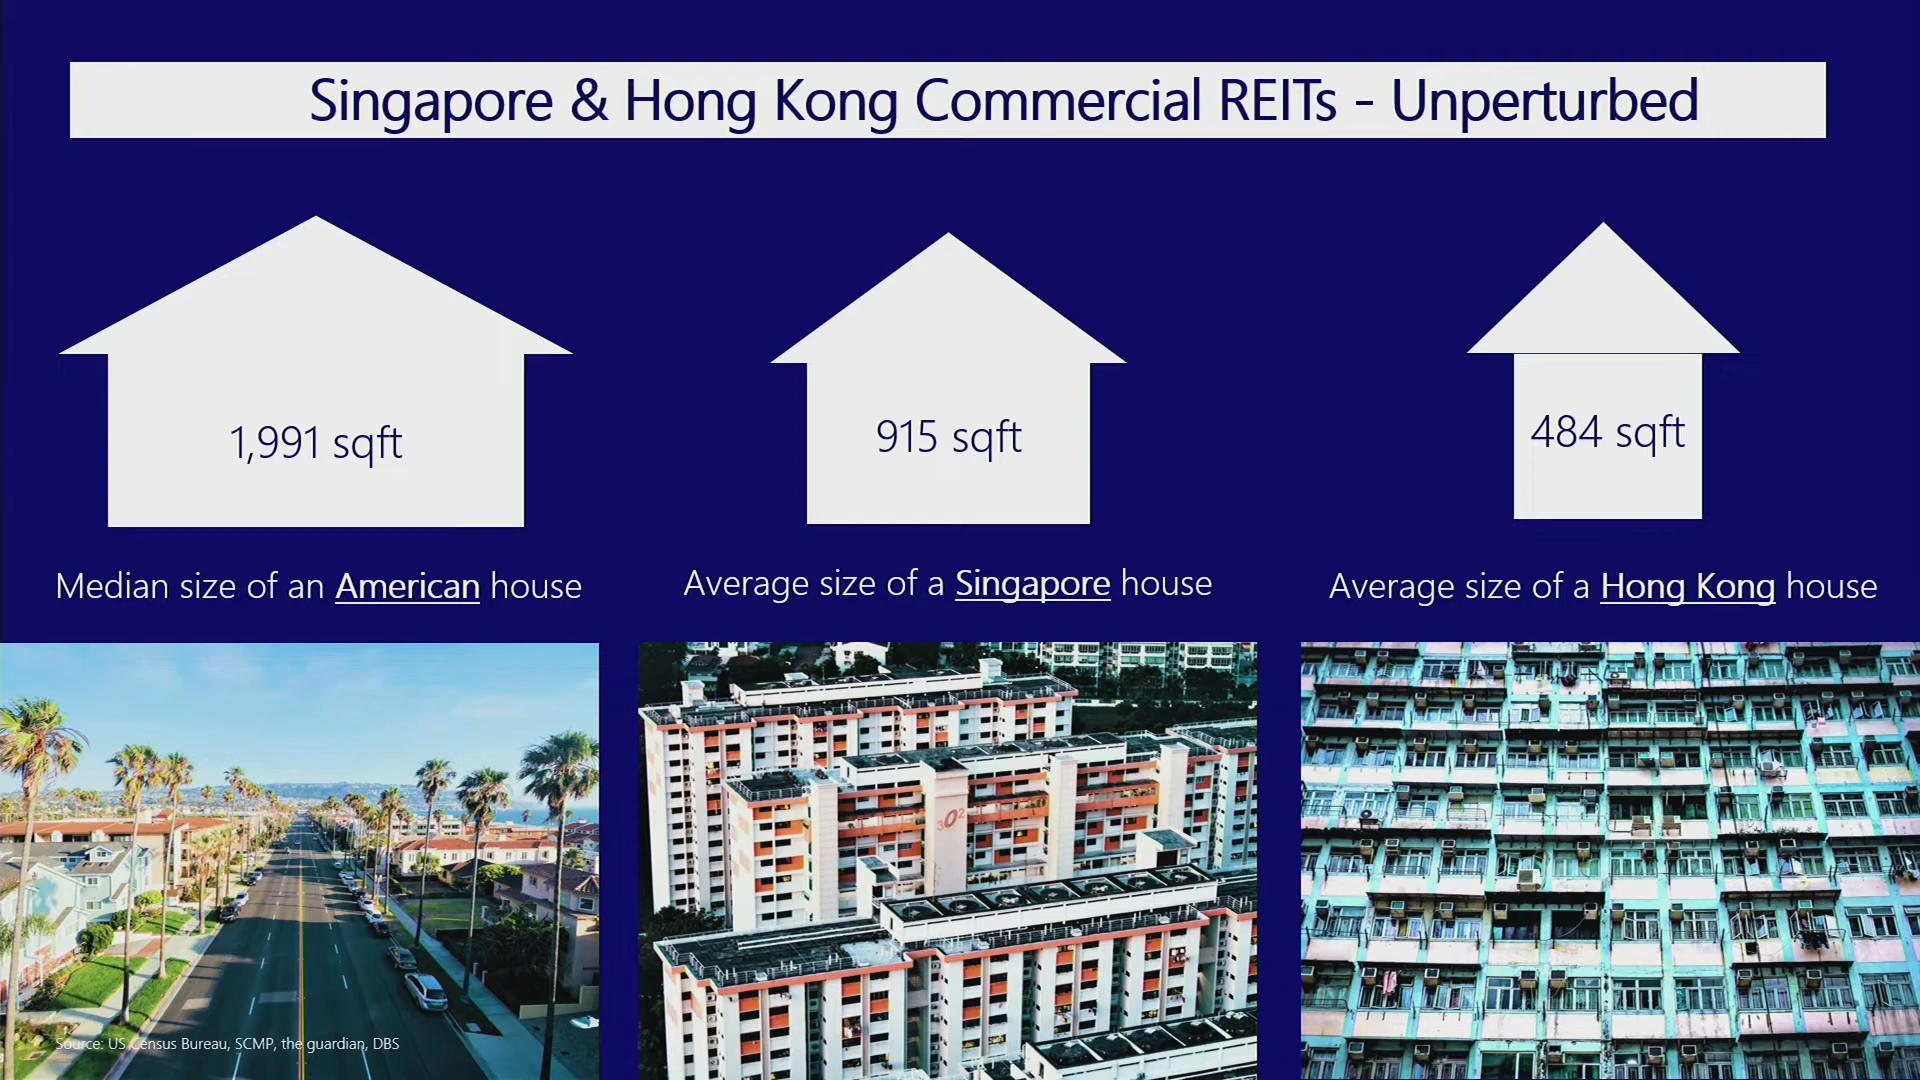 Singapore & Hong Kong Commercial REITs - Unperturbed
1,991 sqft
915 sqft
484 sqft
Median size of an American house
Average size of a Singapore house
Average size of a Hong Kong house
302
Source: US Census Bureau, SCMP, the guardian, DBS